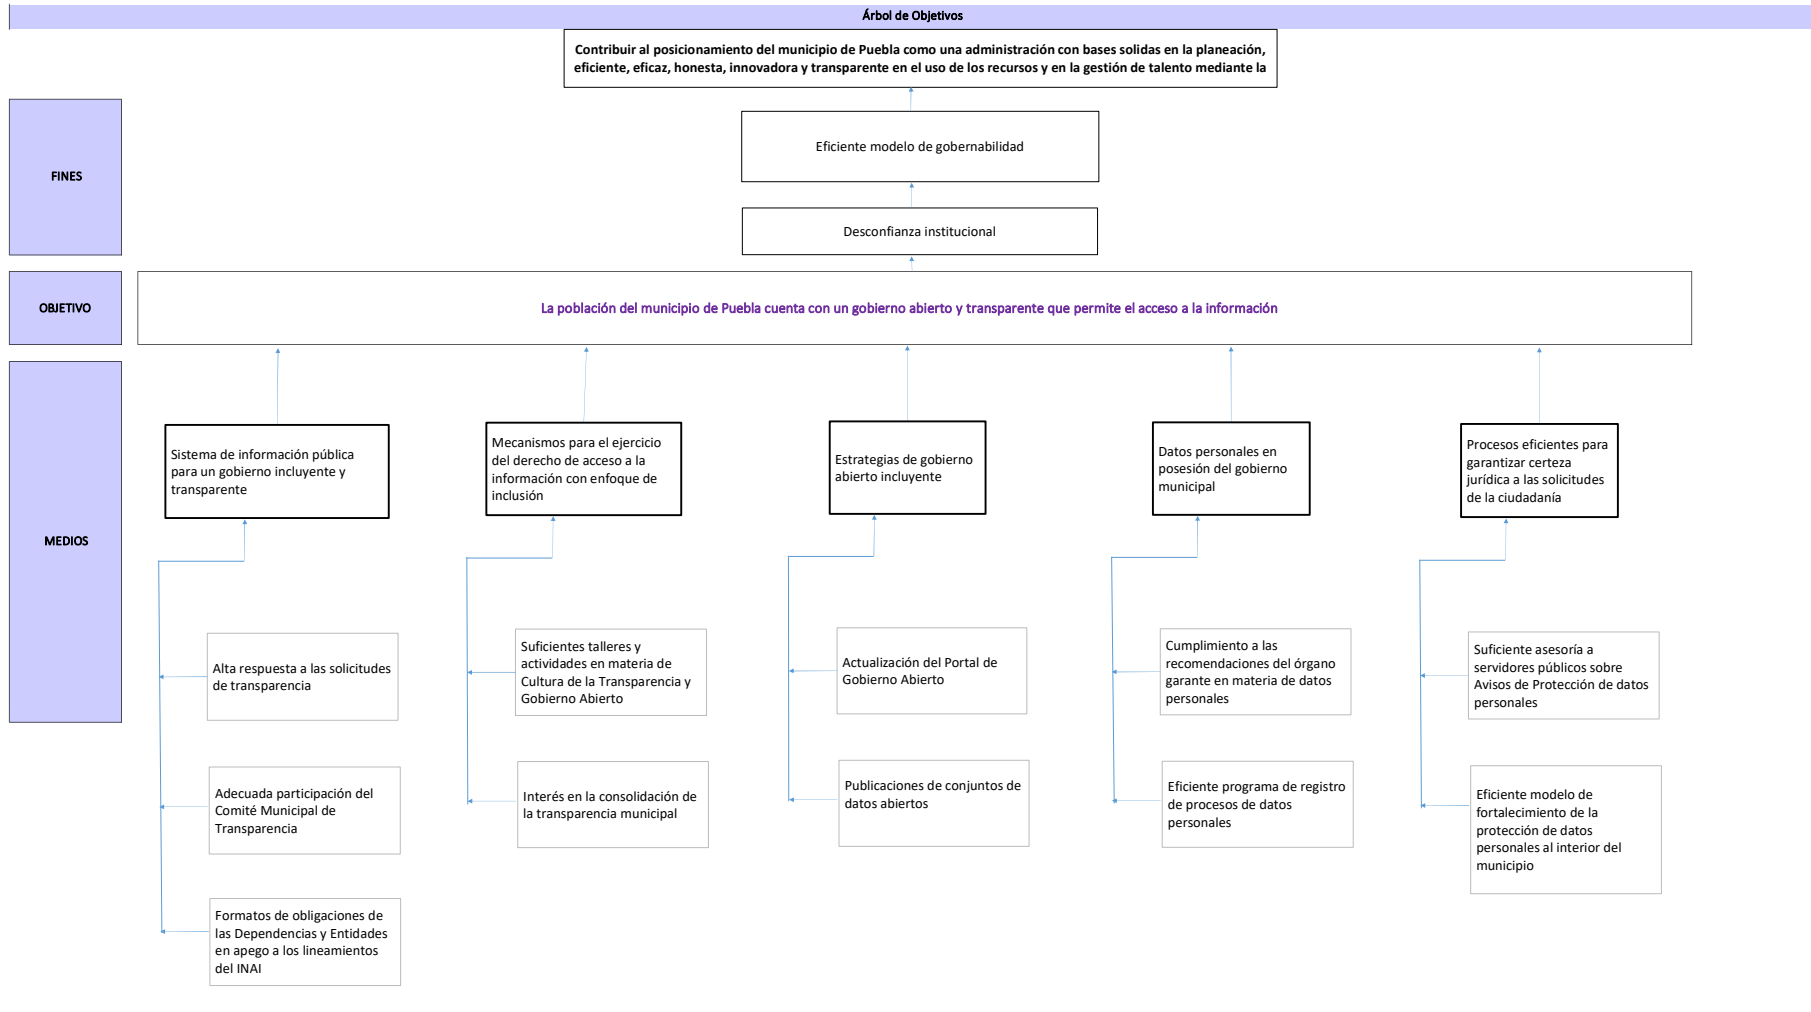 Árbol de Objetivos
Contribuir al posicionamiento del municipio de Puebla como una administración con bases solidas en la planeación,
eficiente, eficaz, honesta, innovadora y transparente en el uso de los recursos y en la gestión de talento mediante la
FINES
Eficiente modelo de gobernabilidad
Desconfianza institucional
OBJETIVO
La población del municipio de Puebla cuenta con un gobierno abierto y transparente que permite el acceso a la información
MEDIOS
Sistema de información pública
para un gobierno incluyente y
transparente
Mecanismos para el ejercicio
del derecho de acceso a la
información con enfoque de
inclusión
Estrategias de gobierno
abierto incluyente
Datos personales en
posesión del gobierno
municipal
Procesos eficientes para
garantizar certeza
jurídica a las solicitudes
de la ciudadanía
Alta respuesta a las solicitudes
de transparencia
Suficientes talleres y
actividades en materia de
Cultura de la Transparencia y
Gobierno Abierto
Actualización del Portal de
Gobierno Abierto
Cumplimiento a las
recomendaciones del órgano
garante en materia de datos
personales
Suficiente asesoría a
servidores públicos sobre
Avisos de Protección de datos
personales
Adecuada participación del
Comité Municipal de
Transparencia
Interés en la consolidación de
la transparencia municipal
Publicaciones de conjuntos de
datos abiertos
Eficiente programa de registro
de procesos de datos
personales
Eficiente modelo de
fortalecimiento de la
protección de datos
personales al interior del
municipio
Formatos de obligaciones de
las Dependencias y Entidades
en apego a los lineamientos
del INAI